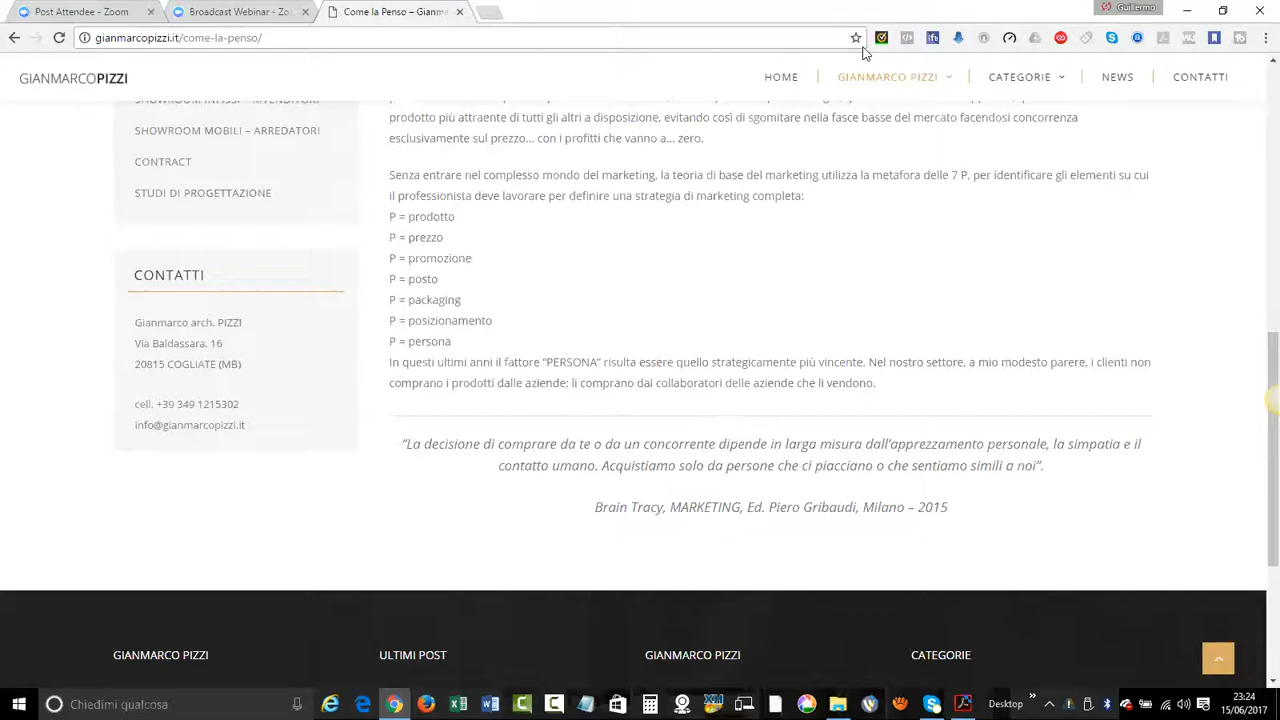 Post Attendee - Zoom
Broadcast Webinar - Zo
Come la Penso – Gianma
Guillermo
gianmarcopizzi.it/come-la-penso/
GIANMARCOPIZZI
HOME
GIANMARCO PIZZI
CATEGORIE
NEWS
CONTATTI
SHOWROOM INFISSI – RIVENDITORI
SHOWROOM MOBILI – ARREDATORI
CONTRACT
STUDI DI PROGETTAZIONE
CONTATTI
Gianmarco arch. PIZZI
Via Baldassara. 16
20815 COGLIATE (MB)
cell. +39 349 1215302
info@gianmarcopizzi.it
prodotto più attraente di tutti gli altri a disposizione, evitando così di sgomitare nella fasce basse del mercato facendosi concorrenza
esclusivamente sul prezzo… con i profitti che vanno a… zero.
Senza entrare nel complesso mondo del marketing, la teoria di base del marketing utilizza la metafora delle 7 P, per identificare gli elementi su cui
il professionista deve lavorare per definire una strategia di marketing completa:
P = prodotto
P = prezzo
P = promozione
P = posto
P = packaging
P = posizionamento
P = persona
In questi ultimi anni il fattore “PERSONA” risulta essere quello strategicamente più vincente. Nel nostro settore, a mio modesto parere, i clienti non
comprano i prodotti dalle aziende; li comprano dai collaboratori delle aziende che li vendono.
“La decisione di comprare da te o da un concorrente dipende in larga misura dall’apprezzamento personale, la simpatia e il
contatto umano. Acquistiamo solo da persone che ci piacciano o che sentiamo simili a noi”.
Brain Tracy, MARKETING, Ed. Piero Gribaudi, Milano – 2015
GIANMARCO PIZZI
ULTIMI POST
GIANMARCO PIZZI
CATEGORIE
Chiedimi qualcosa
Desktop
23:24
15/06/2017